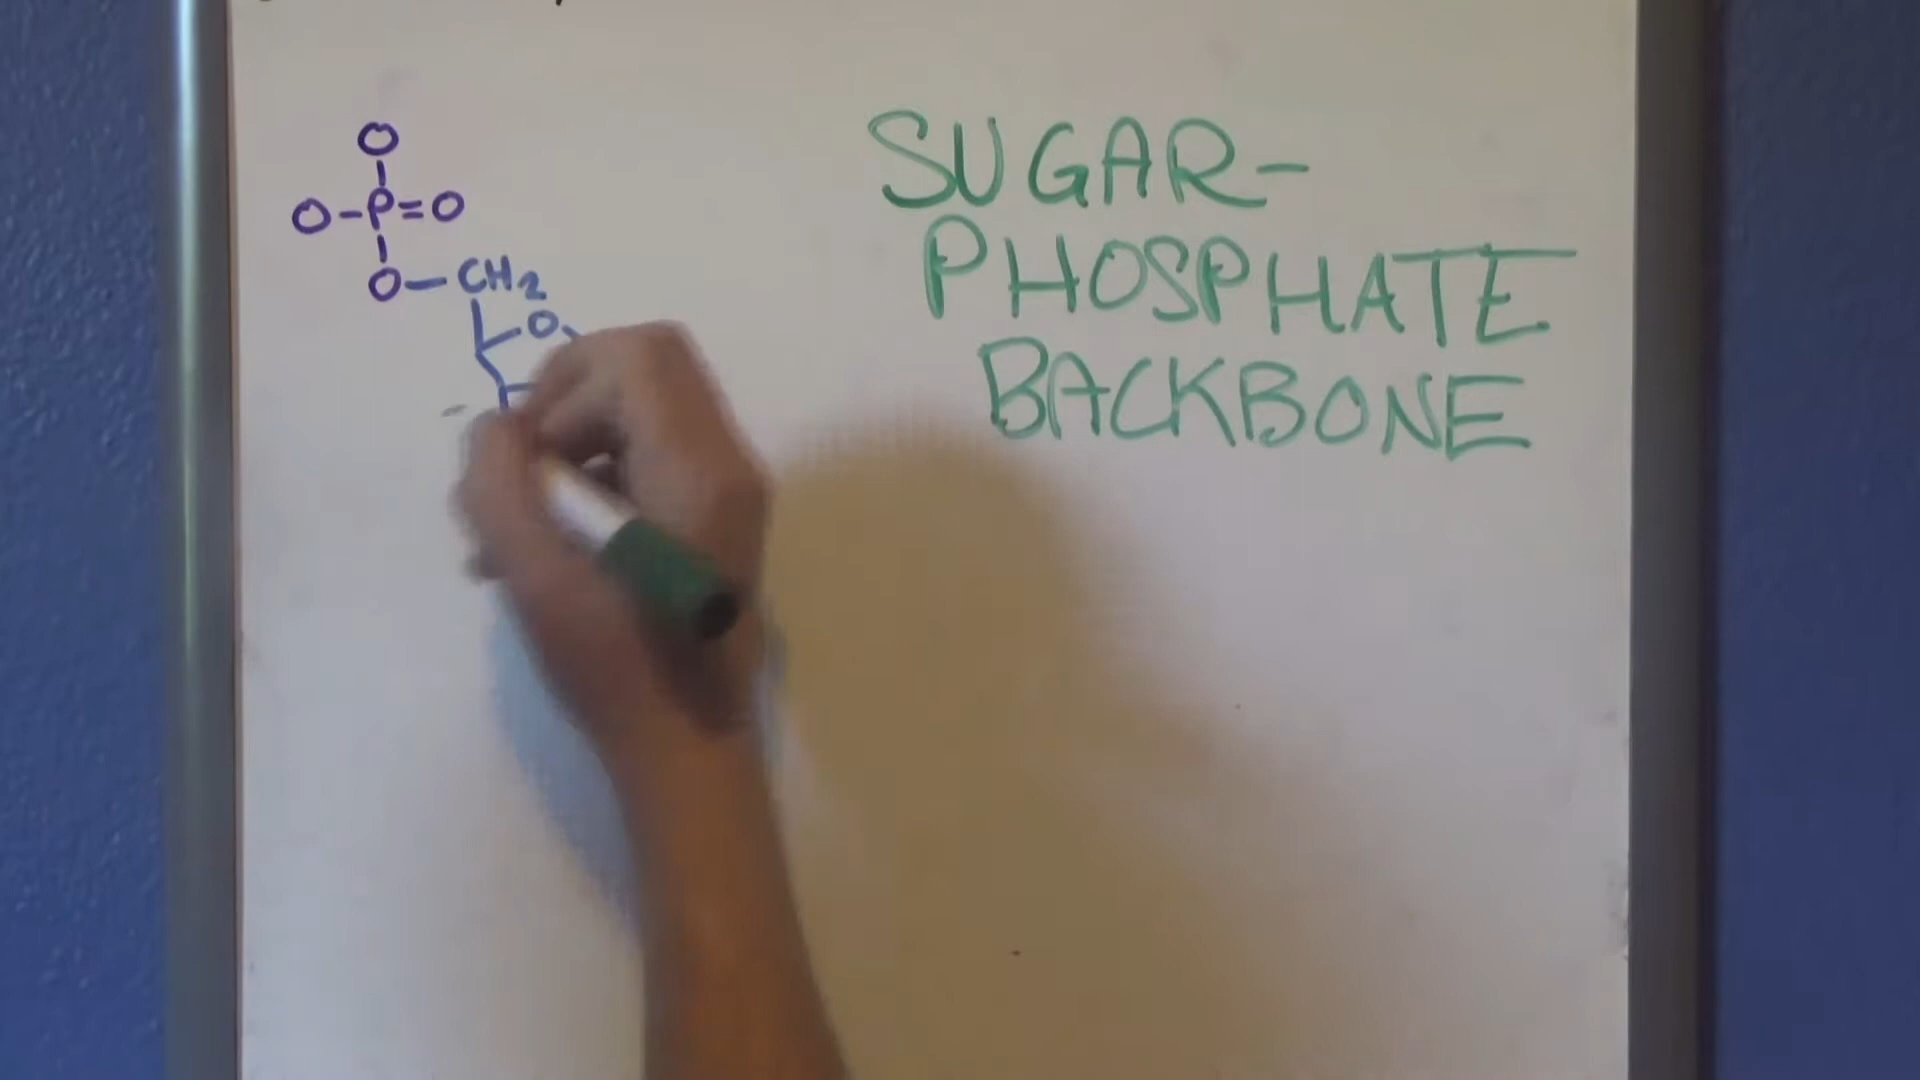 O
O-P=O
O-CH2
O
SUGAR-
PHOSPHATE
BACKBONE